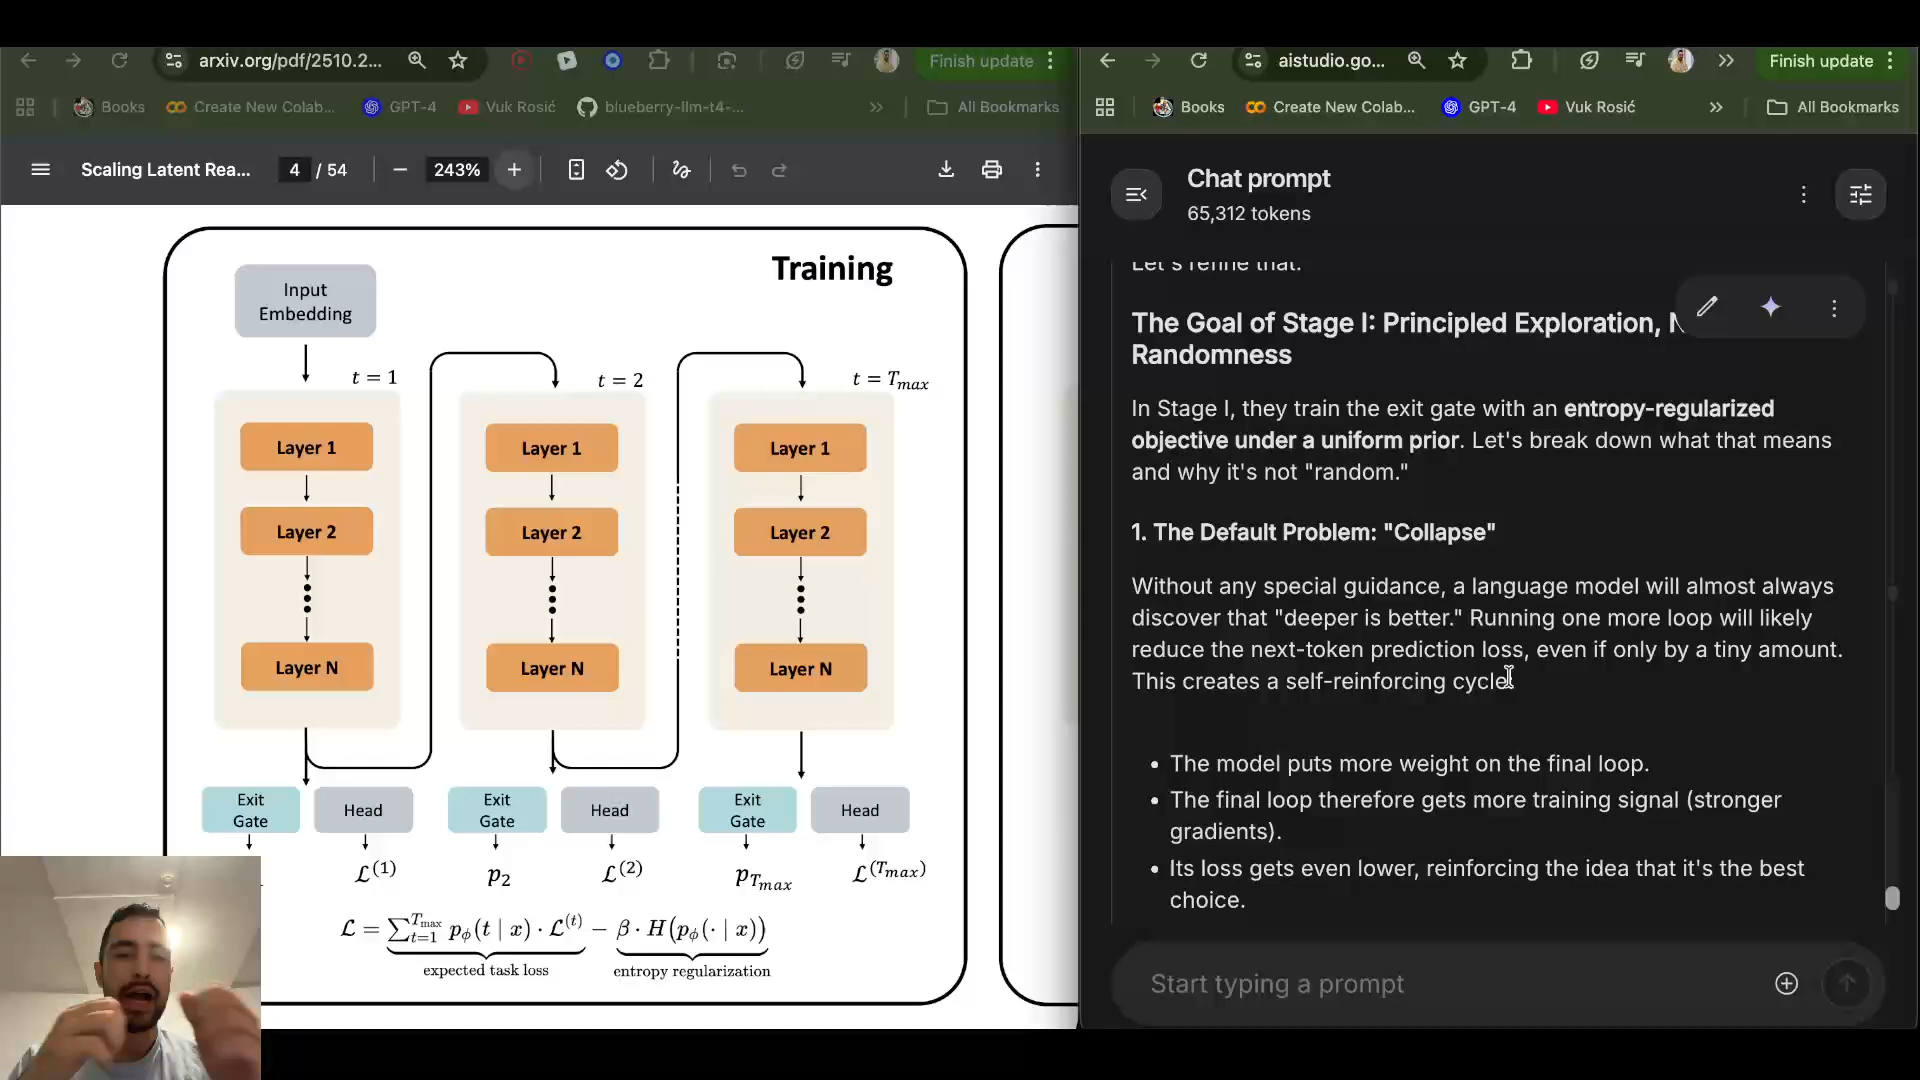 arxiv.org/pdf/2510.2...
Finish update
Books
Create New Colab...
GPT-4
Vuk Rosić
blueberry-llm-t4-...
All Bookmarks
Scaling Latent Rea...
4 / 54
243%
Training
Input
Embedding
t = 1
t = 2
t = Tmax
Layer 1
Layer 2
Layer N
Layer 1
Layer 2
Layer N
Layer 1
Layer 2
Layer N
Exit
Gate
Head
Exit
Gate
Head
Exit
Gate
Head
ℒ(1)
p2
ℒ(2)
pTmax
ℒ(Tmax)
ℒ = ∑_{t=1}^{Tmax} pϕ(t | x) · ℒ(t) − β · H(pϕ(· | x))
expected task loss
entropy regularization
aistudio.go...
Finish update
Books
Create New Colab...
GPT-4
Vuk Rosić
All Bookmarks
Chat prompt
65,312 tokens
Let's refine that.
The Goal of Stage I: Principled Exploration,
Randomness
In Stage I, they train the exit gate with an entropy-regularized
objective under a uniform prior. Let's break down what that means
and why it's not "random."
1. The Default Problem: "Collapse"
Without any special guidance, a language model will almost always
discover that "deeper is better." Running one more loop will likely
reduce the next-token prediction loss, even if only by a tiny amount.
This creates a self-reinforcing cycle
• The model puts more weight on the final loop.
• The final loop therefore gets more training signal (stronger
gradients).
• Its loss gets even lower, reinforcing the idea that it's the best
choice.
Start typing a prompt